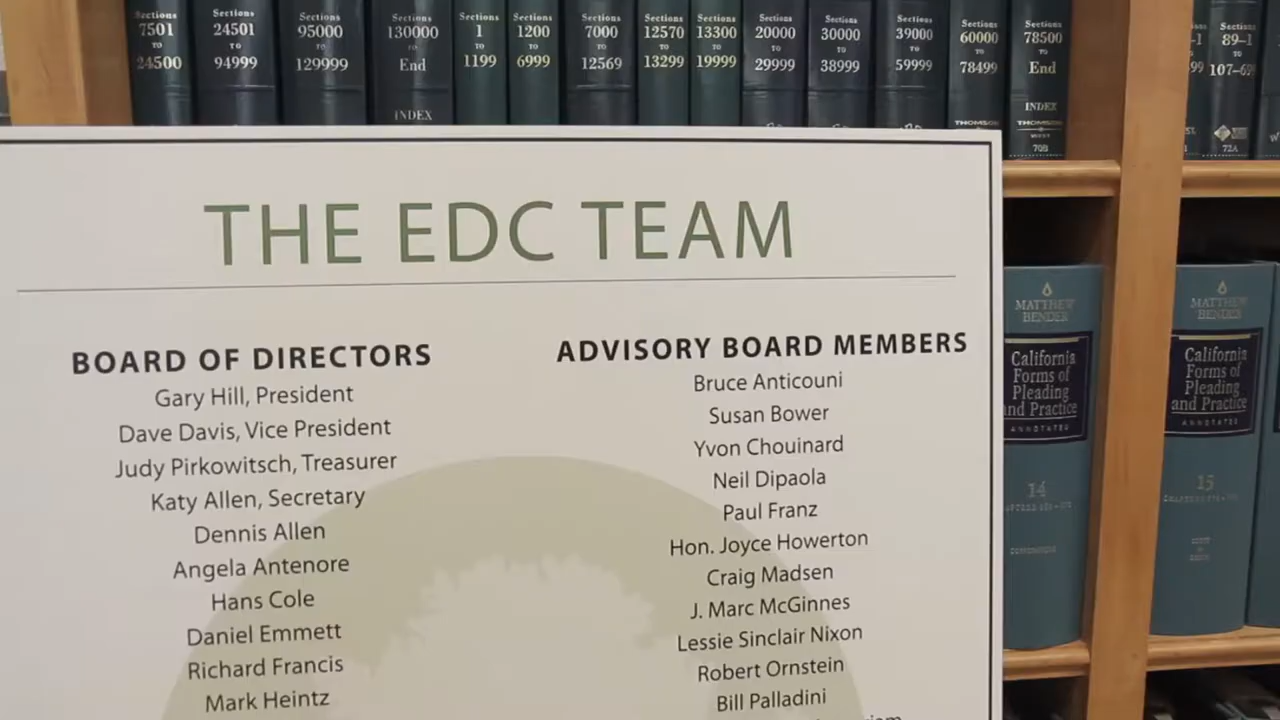 Sections 7501 TO 24500
Sections 24501 TO 94999
Sections 95000 TO 129999
Sections 130000 TO End INDEX
Sections 1 TO 1199
Sections 1200 TO 6999
Sections 7000 TO 12569
Sections 12570 TO 13299
Sections 13300 TO 19999
Sections 20000 TO 29999
Sections 30000 TO 38999
Sections 39000 TO 59999
Sections 60000 TO 78499 THOMSON
Sections 78500 TO End INDEX THOMSON WEST 70B
89–1 TO 72A
THE EDC TEAM
BOARD OF DIRECTORS
Gary Hill, President
Dave Davis, Vice President
Judy Pirkowitsch, Treasurer
Katy Allen, Secretary
Dennis Allen
Angela Antenore
Hans Cole
Daniel Emmett
Richard Francis
Mark Heintz
ADVISORY BOARD MEMBERS
Bruce Anticouni
Susan Bower
Yvon Chouinard
Neil Dipaola
Paul Franz
Hon. Joyce Howerton
Craig Madsen
J. Marc McGinnes
Lessie Sinclair Nixon
Robert Ornstein
Bill Palladini
MATTHEW
BENDER
California
Forms of
Pleading
and Practice
ANNOTATED
14
MATTHEW
BENDER
California
Forms of
Pleading
and Practice
ANNOTATED
15